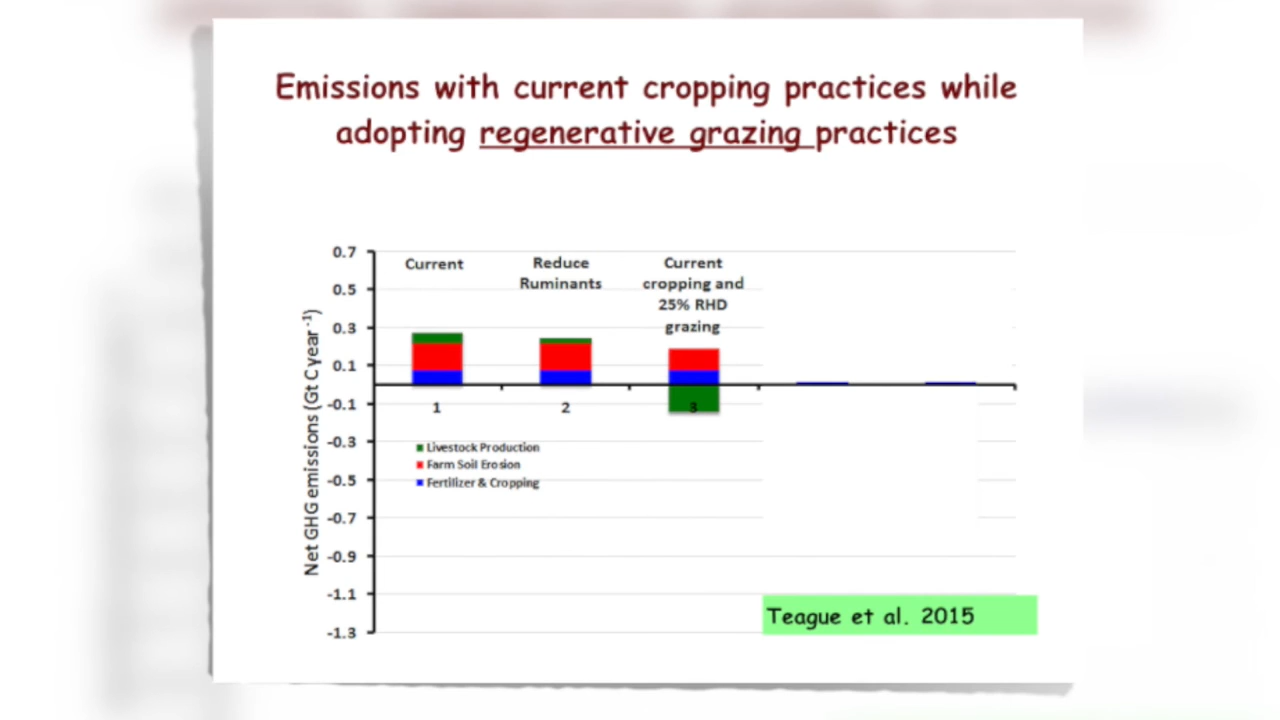 Emissions with current cropping practices while
adopting regenerative grazing practices
Net GHG emissions (Gt C year -1)
0.7
0.5
0.3
0.1
-0.1
-0.3
-0.5
-0.7
-0.9
-1.1
-1.3
Current
Reduce
Ruminants
Current
cropping and
25% RHD
grazing
1
2
3
Livestock Production
Farm Soil Erosion
Fertilizer & Cropping
Teague et al. 2015